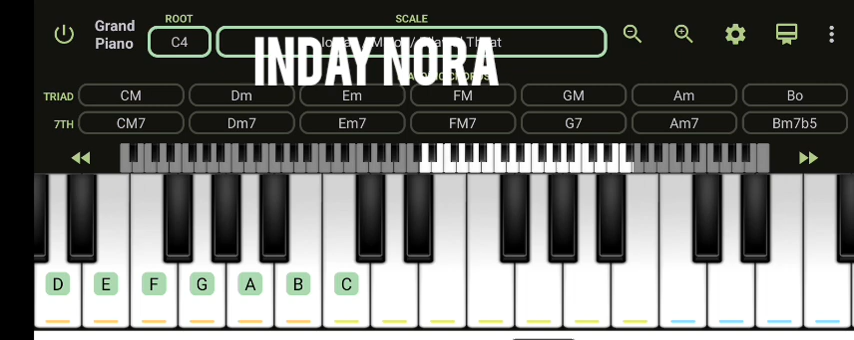 Grand
Piano
ROOT
C4
SCALE
INDAY NORA
TRIAD CM Dm Em FM GM Am Bo
7TH CM7 Dm7 Em7 FM7 G7 Am7 Bm7b5
D E F G A B C